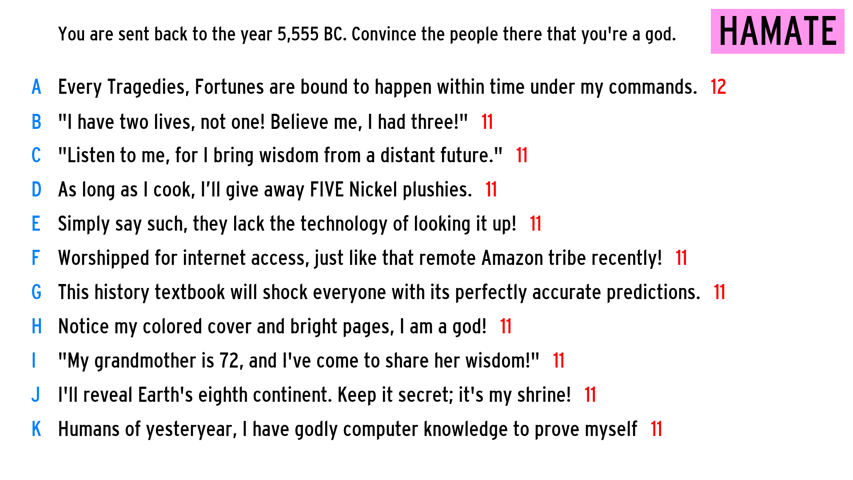 You are sent back to the year 5,555 BC. Convince the people there that you're a god.
HAMATE
A Every Tragedies, Fortunes are bound to happen within time under my commands. 12
B "I have two lives, not one! Believe me, I had three!" 11
C "Listen to me, for I bring wisdom from a distant future." 11
D As long as I cook, I’ll give away FIVE Nickel plushies. 11
E Simply say such, they lack the technology of looking it up! 11
F Worshipped for internet access, just like that remote Amazon tribe recently! 11
G This history textbook will shock everyone with its perfectly accurate predictions. 11
H Notice my colored cover and bright pages, I am a god! 11
I "My grandmother is 72, and I've come to share her wisdom!" 11
J I'll reveal Earth's eighth continent. Keep it secret; it's my shrine! 11
K Humans of yesteryear, I have godly computer knowledge to prove myself 11